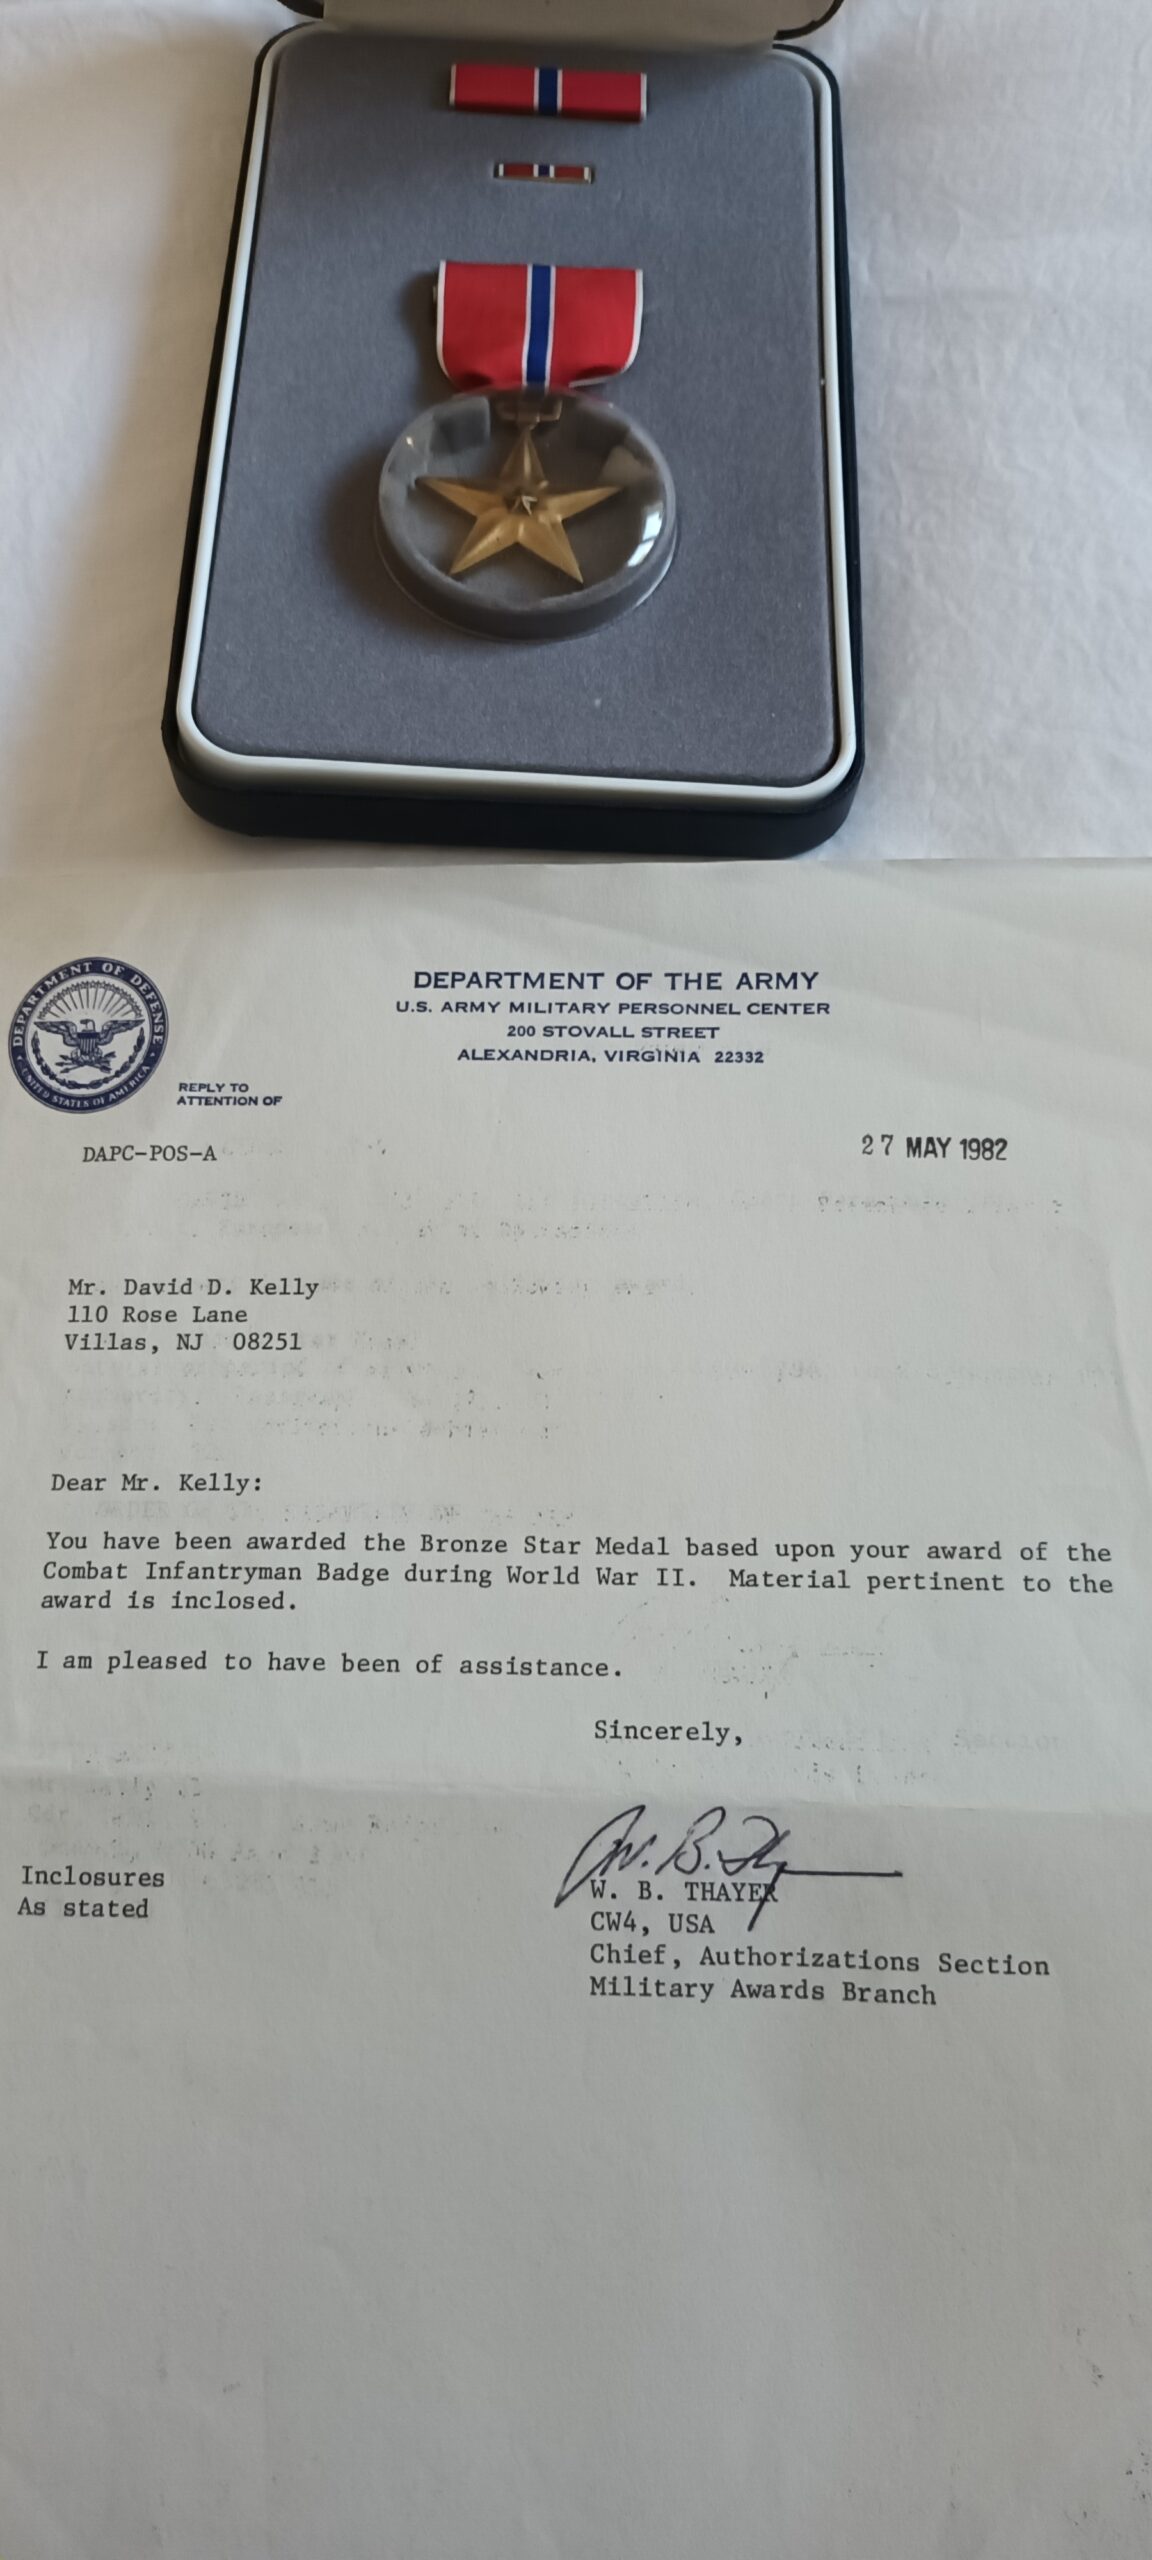 DEPARTMENT OF DEFENSE
UNITED STATES OF AMERICA
DEPARTMENT OF THE ARMY
U.S. ARMY MILITARY PERSONNEL CENTER
200 STOVALL STREET
ALEXANDRIA, VIRGINIA 22332
REPLY TO
ATTENTION OF
DAPC-POS-A
27 MAY 1982
Mr. David D. Kelly
110 Rose Lane
Villas, NJ 08251
Dear Mr. Kelly:
You have been awarded the Bronze Star Medal based upon your award of the
Combat Infantryman Badge during World War II. Material pertinent to the
award is inclosed.
I am pleased to have been of assistance.
Sincerely,
W. B. THAYER
CW4, USA
Chief, Authorizations Section
Military Awards Branch
Inclosures
As stated